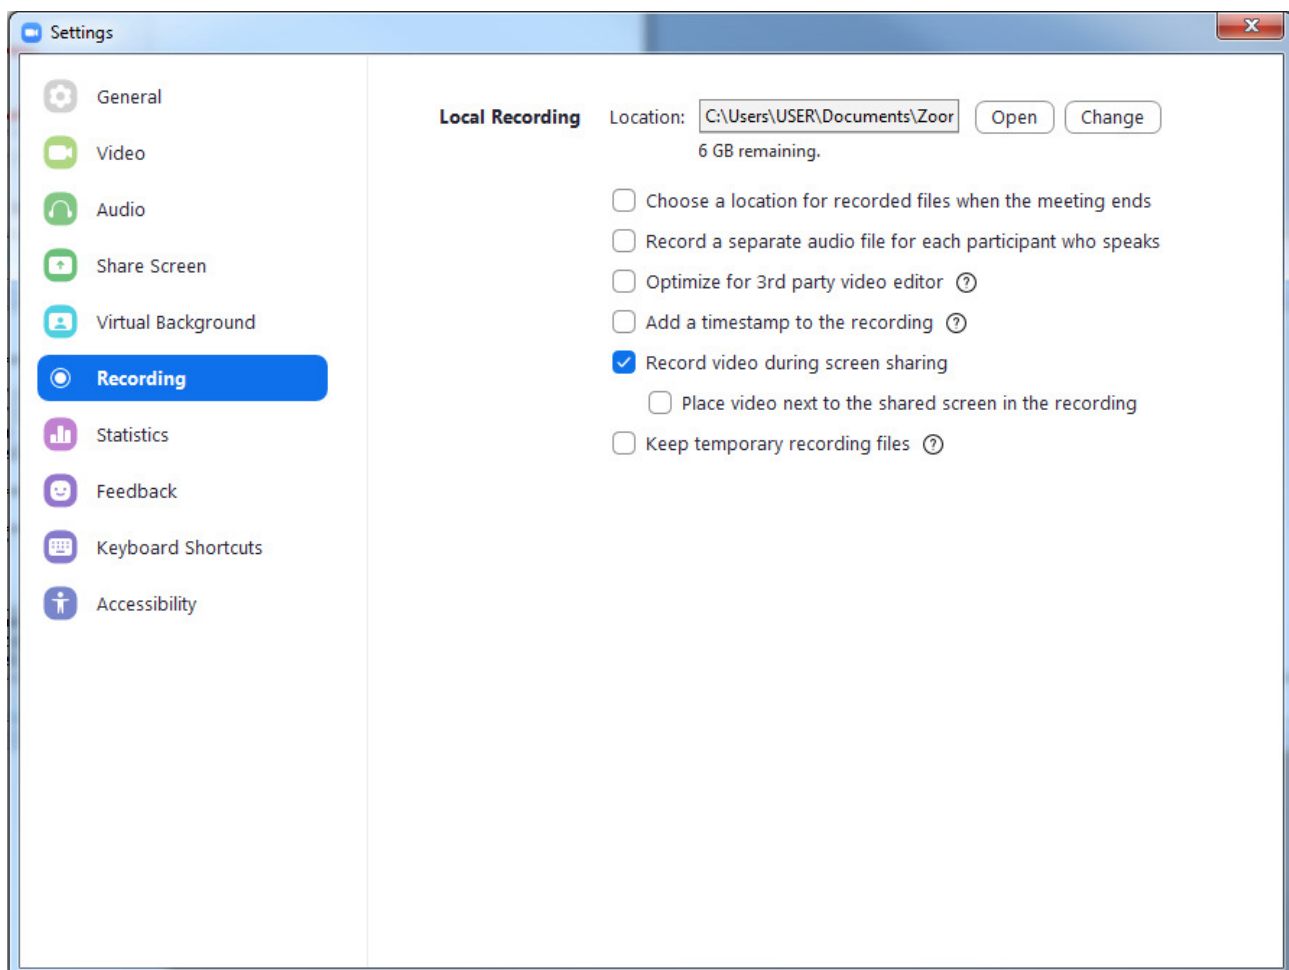 Settings
General
Video
Audio
Share Screen
Virtual Background
Recording
Statistics
Feedback
Keyboard Shortcuts
Accessibility
Local Recording Location: C:\Users\USER\Documents\Zoor Open Change
6 GB remaining.
Choose a location for recorded files when the meeting ends
Record a separate audio file for each participant who speaks
Optimize for 3rd party video editor ?
Add a timestamp to the recording ?
Record video during screen sharing
Place video next to the shared screen in the recording
Keep temporary recording files ?